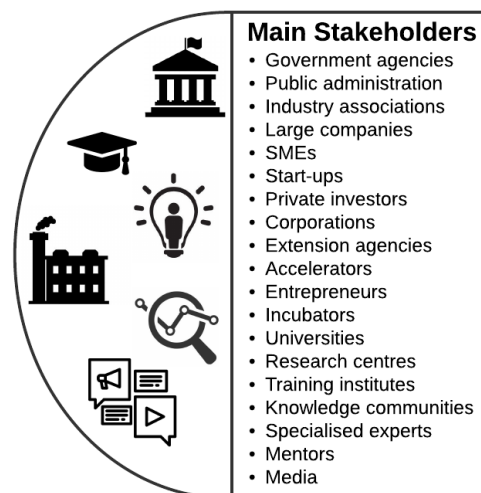 Main Stakeholders
• Government agencies
• Public administration
• Industry associations
• Large companies
• SMEs
• Start-ups
• Private investors
• Corporations
• Extension agencies
• Accelerators
• Entrepreneurs
• Incubators
• Universities
• Research centres
• Training institutes
• Knowledge communities
• Specialised experts
• Mentors
• Media